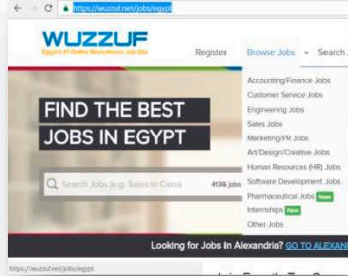 https://wuzzuf.net/jobs/egypt
WUZZUF
Egypt's #1 Online Recruitment Job Site
Register Browse Jobs Search
Accounting/Finance Jobs
Customer Service Jobs
Engineering Jobs
Sales Jobs
Marketing/PR Jobs
Art/Design/Creative Jobs
Human Resources (HR) Jobs
Software Development Jobs
Pharmaceutical Jobs New
Internships New
Other Jobs
FIND THE BEST
JOBS IN EGYPT
Search Jobs (e.g. Sales in Cairo) 4136 jobs
Looking for Jobs in Alexandria? GO TO ALEXAN
https://wuzzuf.net/jobs/egypt